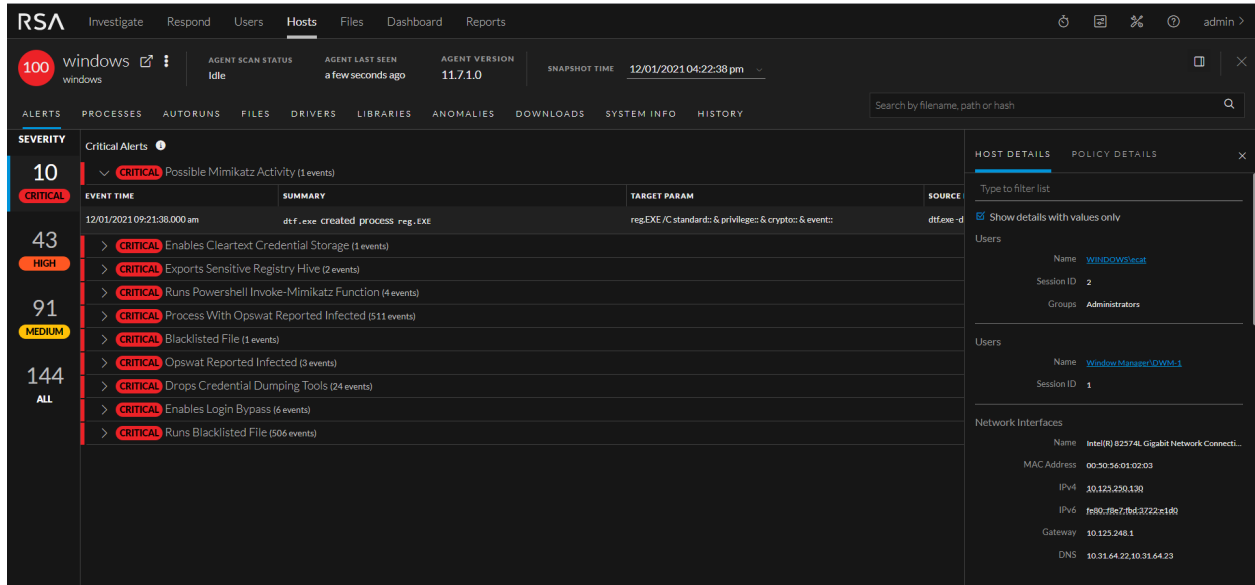 RSA Investigate Respond Users Hosts Files Dashboard Reports admin >
100 windows
windows
AGENT SCAN STATUS
Idle
AGENT LAST SEEN
a few seconds ago
AGENT VERSION
11.7.1.0
SNAPSHOT TIME 12/01/2021 04:22:38 pm
ALERTS PROCESSES AUTORUNS FILES DRIVERS LIBRARIES ANOMALIES DOWNLOADS SYSTEM INFO HISTORY
Search by filename, path or hash
SEVERITY
10
CRITICAL
43
HIGH
91
MEDIUM
144
ALL
Critical Alerts
CRITICAL Possible Mimikatz Activity (1 events)
EVENT TIME SUMMARY TARGET PARAM SOURCE
12/01/2021 09:21:38.000 am dtf.exe created process reg.EXE reg.EXE /C standard:: & privilege:: & crypto:: & event:: dtf.exe -d
CRITICAL Enables Cleartext Credential Storage (1 events)
CRITICAL Exports Sensitive Registry Hive (2 events)
CRITICAL Runs Powershell Invoke-Mimikatz Function (4 events)
CRITICAL Process With Opswat Reported Infected (511 events)
CRITICAL Blacklisted File (1 events)
CRITICAL Opswat Reported Infected (3 events)
CRITICAL Drops Credential Dumping Tools (24 events)
CRITICAL Enables Login Bypass (6 events)
CRITICAL Runs Blacklisted File (506 events)
HOST DETAILS POLICY DETAILS
Type to filter list
Show details with values only
Users
Name WINDOWS\ecat
Session ID 2
Groups Administrators
Users
Name Window Manager\DWM-1
Session ID 1
Network Interfaces
Name Intel(R) 82574L Gigabit Network Connecti...
MAC Address 00:50:56:01:02:03
IPv4 10.125.250.130
IPv6 fe80::f8e7:fbd:3722:e1d0
Gateway 10.125.248.1
DNS 10.31.64.22,10.31.64.23